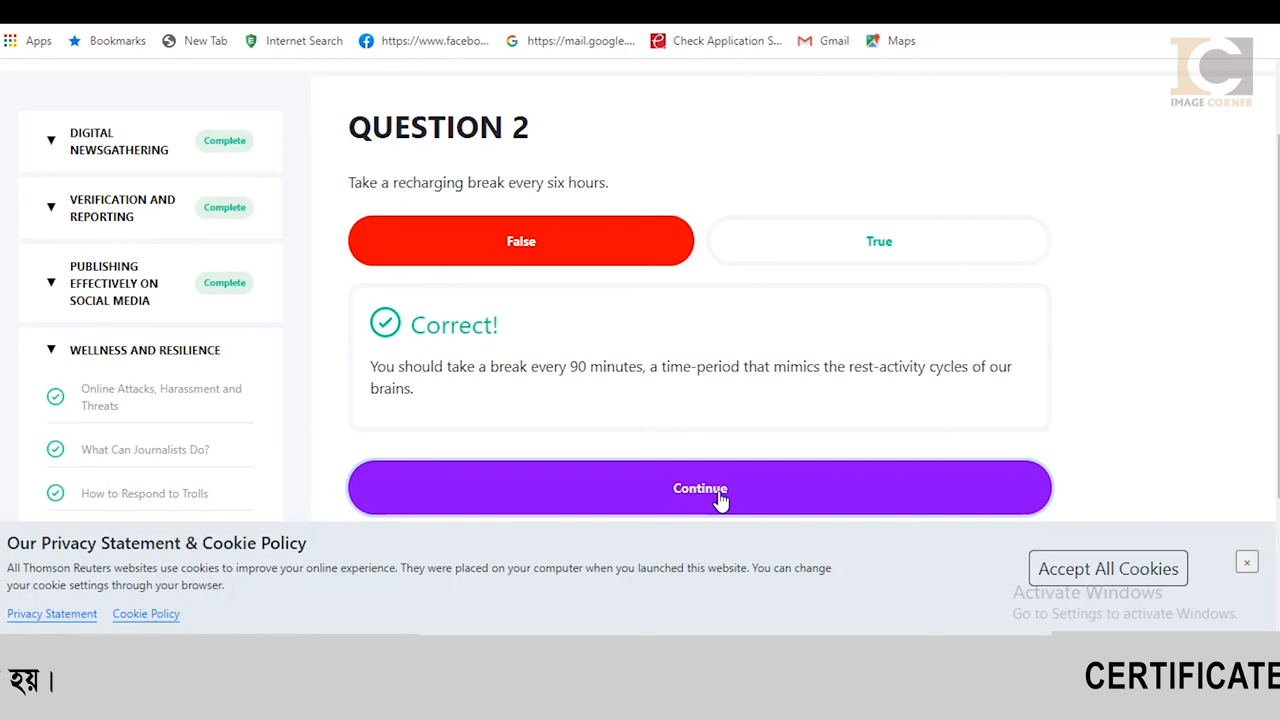 Apps
Bookmarks
New Tab
Internet Search
https://www.facebo...
https://mail.google....
Check Application S...
Gmail
Maps
IC
IMAGE CORNER
DIGITAL
NEWSGATHERING
Complete
VERIFICATION AND
REPORTING
Complete
PUBLISHING
EFFECTIVELY ON
SOCIAL MEDIA
Complete
WELLNESS AND RESILIENCE
Online Attacks, Harassment and
Threats
What Can Journalists Do?
How to Respond to Trolls
QUESTION 2
Take a recharging break every six hours.
False
True
Correct!
You should take a break every 90 minutes, a time-period that mimics the rest-activity cycles of our
brains.
Continue
Our Privacy Statement & Cookie Policy
All Thomson Reuters websites use cookies to improve your online experience. They were placed on your computer when you launched this website. You can change
your cookie settings through your browser.
Privacy Statement
Cookie Policy
Accept All Cookies
Activate Windows
Go to Settings to activate Windows.
হয়।
CERTIFICATE